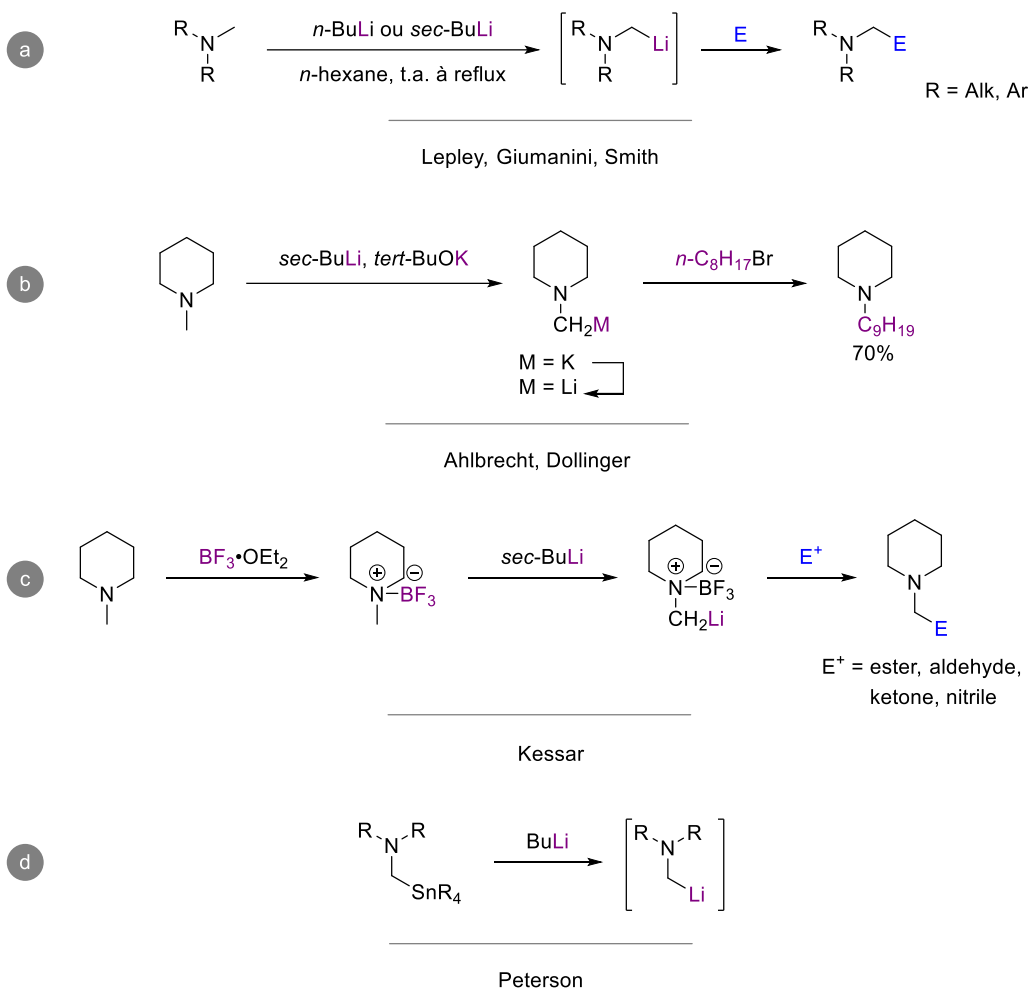 a
R
N
R
n-BuLi ou sec-BuLi
n-hexane, t.a. à reflux
R
N
Li
R
E
R
N
E
R
R = Alk, Ar
Lepley, Giumanini, Smith
b
N
sec-BuLi, tert-BuOK
N
CH₂M
M = K
M = Li
n-C₈H₁₇Br
N
C₉H₁₉
70%
Ahlbrecht, Dollinger
c
N
BF₃•OEt₂
+
−
N
BF₃
sec-BuLi
+
−
N
BF₃
CH₂Li
E⁺
N
E
E⁺ = ester, aldehyde,
ketone, nitrile
Kessar
d
R R
N
SnR₄
BuLi
R R
N
Li
Peterson